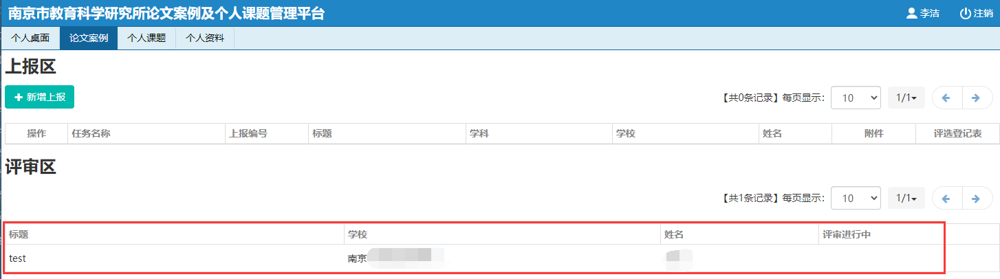 南京市教育科学研究所论文案例及个人课题管理平台 李洁 注销
个人桌面 论文案例 个人课题 个人资料
上报区
新增上报 【共0条记录】每页显示: 10 1/1
操作 任务名称 上报编号 标题 学科 学校 姓名 附件 评选登记表
评审区
【共1条记录】每页显示: 10 1/1
标题 学校 姓名 评审进行中
test 南京